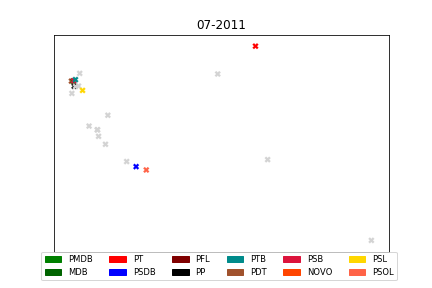 07-2011
PMDB PT PFL PTB PSB PSL
MDB PSDB PP PDT NOVO PSOL